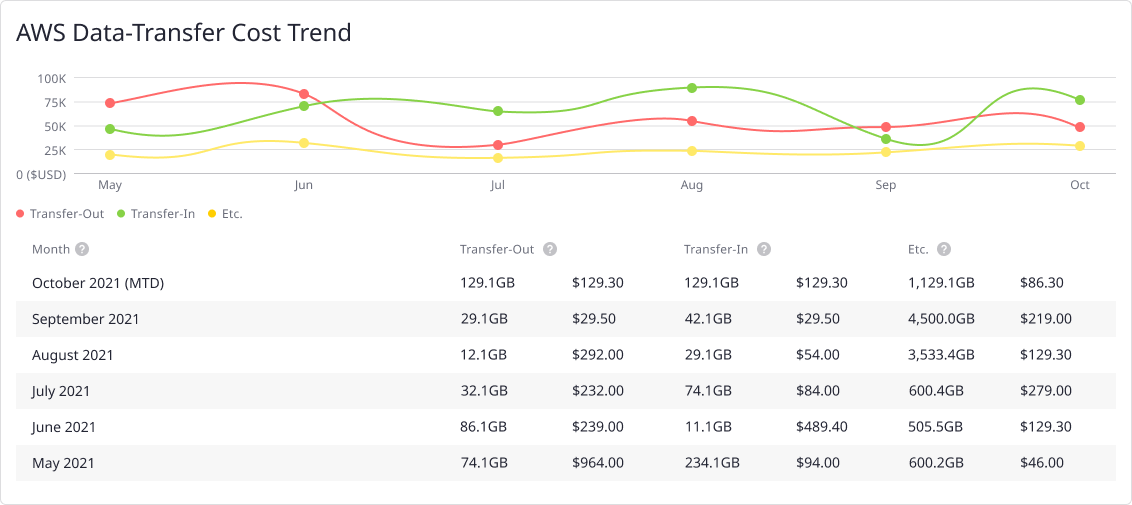 AWS Data-Transfer Cost Trend
100K
75K
50K
25K
0 ($USD)
May Jun Jul Aug Sep Oct
Transfer-Out Transfer-In Etc.
Month ? Transfer-Out ? Transfer-In ? Etc. ?
October 2021 (MTD) 129.1GB $129.30 129.1GB $129.30 1,129.1GB $86.30
September 2021 29.1GB $29.50 42.1GB $29.50 4,500.0GB $219.00
August 2021 12.1GB $292.00 29.1GB $54.00 3,533.4GB $129.30
July 2021 32.1GB $232.00 74.1GB $84.00 600.4GB $279.00
June 2021 86.1GB $239.00 11.1GB $489.40 505.5GB $129.30
May 2021 74.1GB $964.00 234.1GB $94.00 600.2GB $46.00